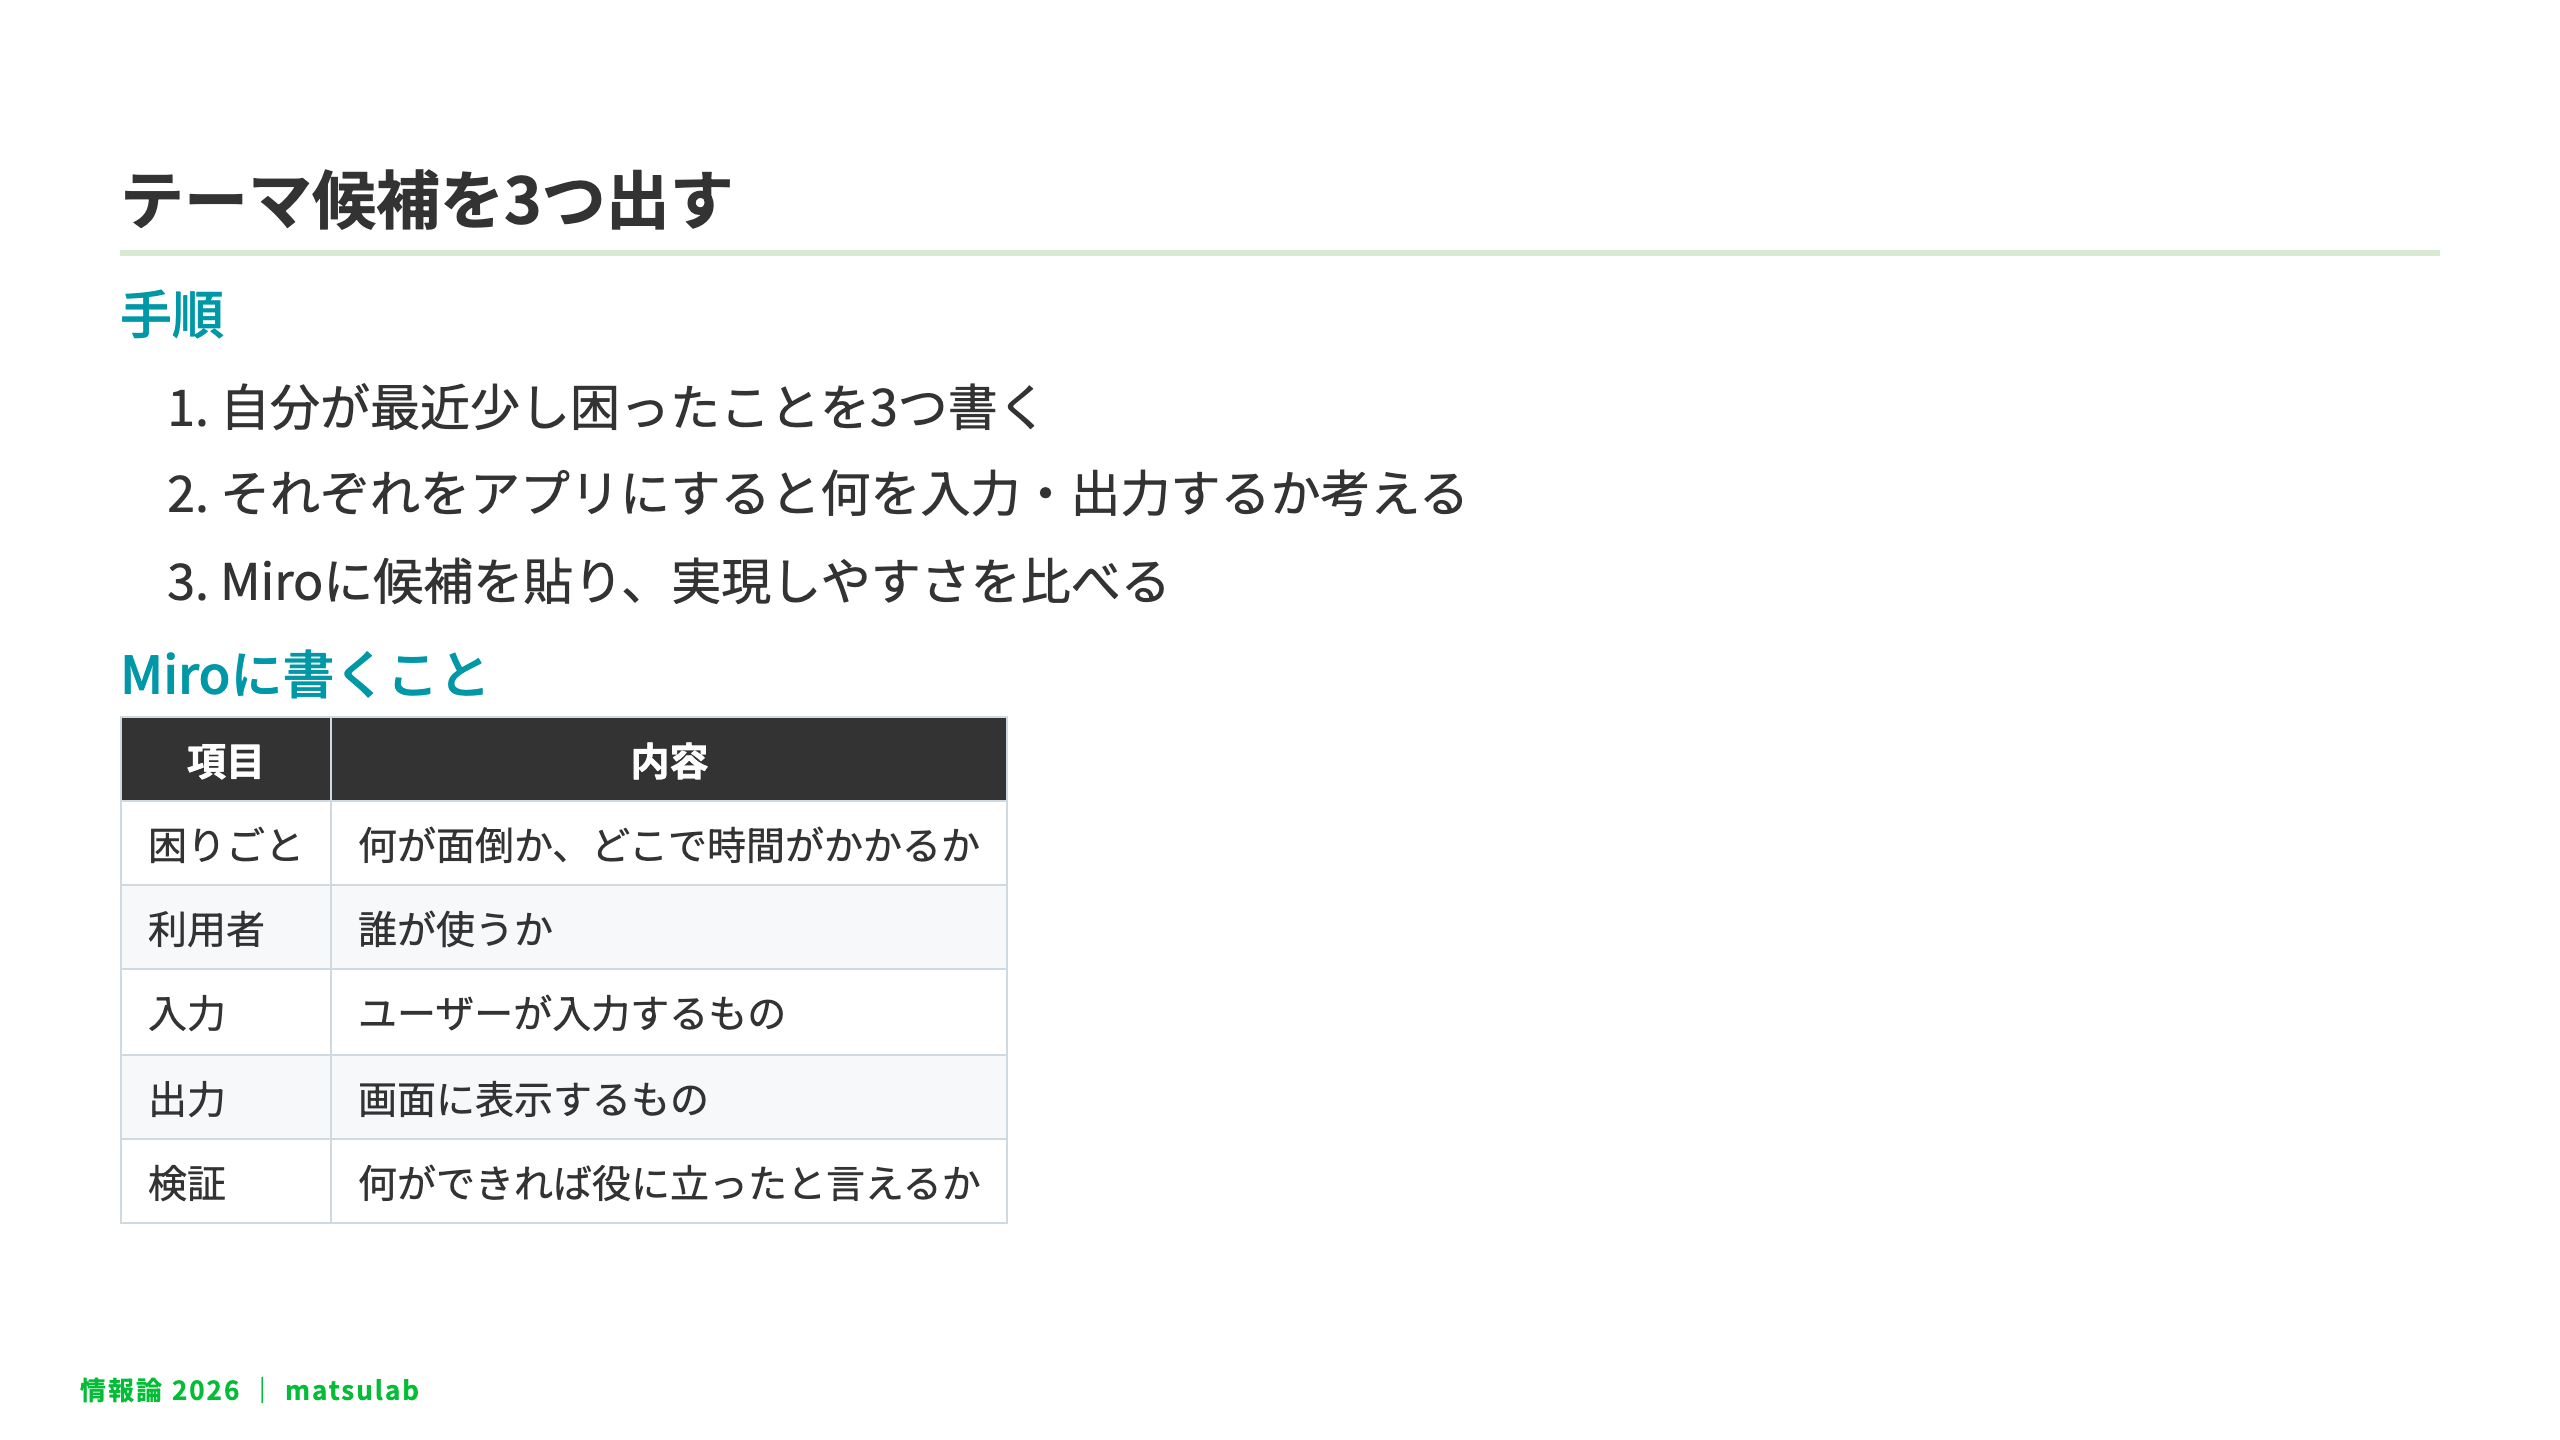 テーマ候補を3つ出す
手順
1. 自分が最近少し困ったことを3つ書く
2. それぞれをアプリにすると何を入力・出力するか考える
3. Miroに候補を貼り、実現しやすさを比べる
Miroに書くこと
項目 内容
困りごと 何が面倒か、どこで時間がかかるか
利用者 誰が使うか
入力 ユーザーが入力するもの
出力 画面に表示するもの
検証 何ができれば役に立ったと言えるか
情報論 2026 ｜ matsulab